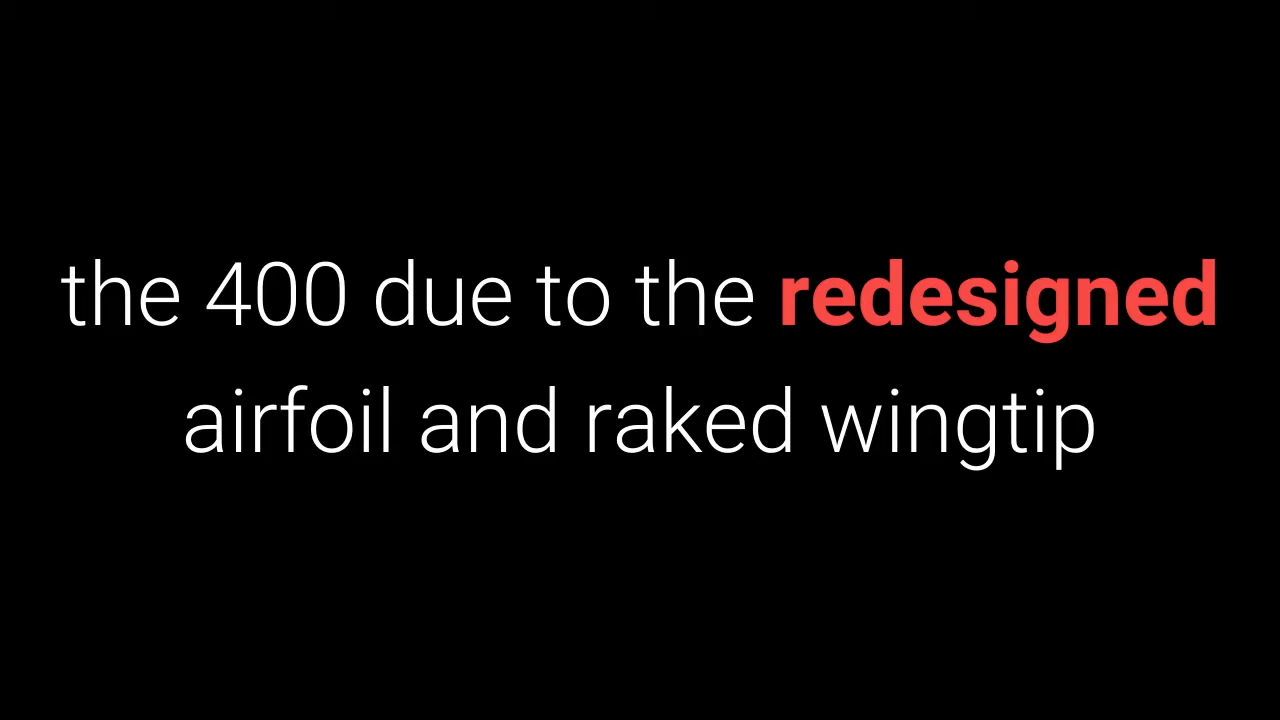 the 400 due to the redesigned
airfoil and raked wingtip